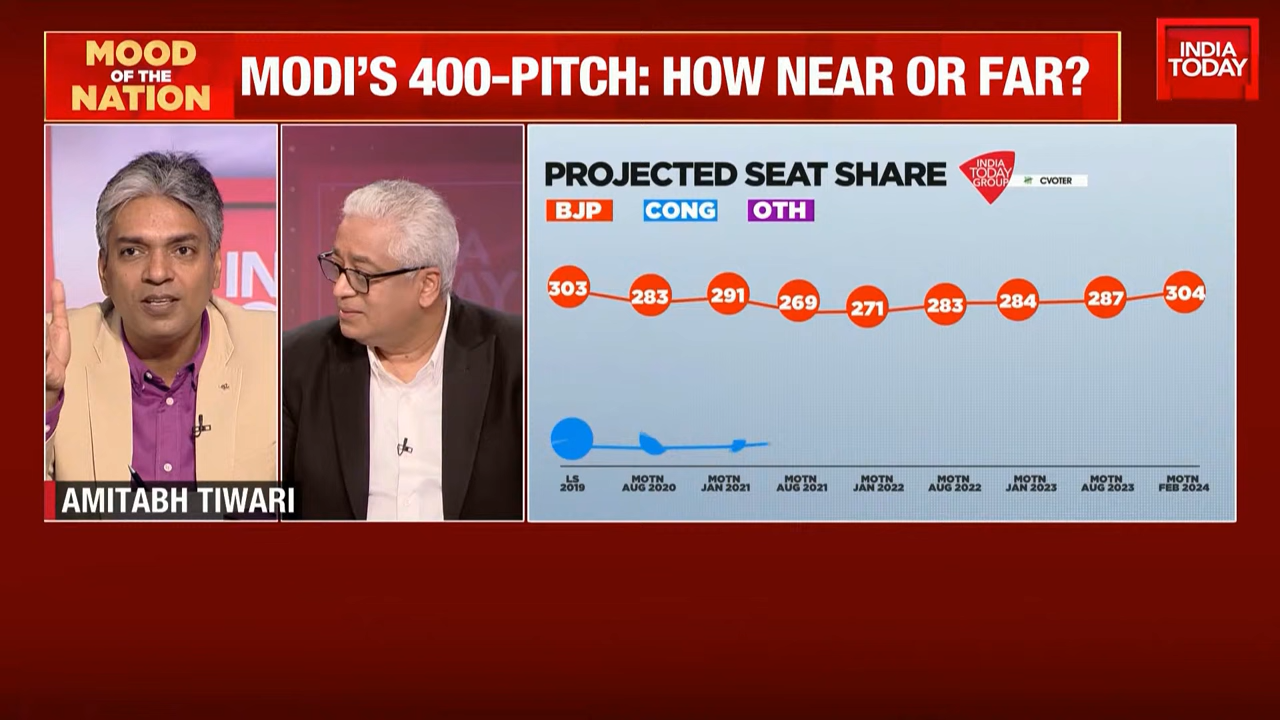 MOOD
OF THE
NATION
MODI'S 400-PITCH: HOW NEAR OR FAR?
INDIA
TODAY
PROJECTED SEAT SHARE
INDIA
TODAY
GROUP
CVOTER
BJP CONG OTH
303 283 291 269 271 283 284 287 304
LS
2019
MOTN
AUG 2020
MOTN
JAN 2021
MOTN
AUG 2021
MOTN
JAN 2022
MOTN
AUG 2022
MOTN
JAN 2023
MOTN
AUG 2023
MOTN
FEB 2024
AMITABH TIWARI